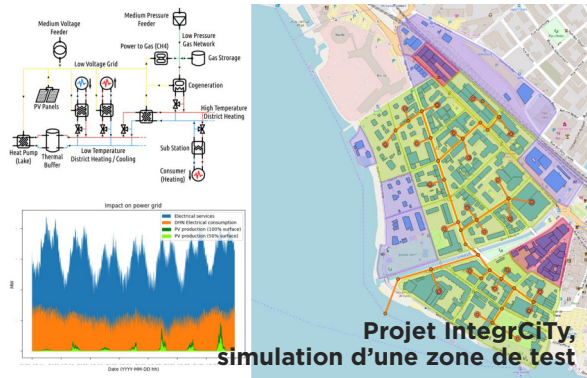 Medium Voltage
Feeder
Medium Pressure
Feeder
Low Pressure
Gas Network
Power to Gas (CH4)
Gas Strorage
Low Voltage Grid
Cogeneration
PV Panels
High Temperature
District Heating
Heat Pump
(Lake)
Thermal
Buffer
Low Temperature
District Heating / Cooling
Sub Station
Consumer
(Heating)
Impact on power grid
Electrical services
DHN Electrical consumption
PV production (100% surface)
PV production (50% surface)
Date (YYYY-MM-DD hh)
Projet IntegrCiTy,
simulation d'une zone de test